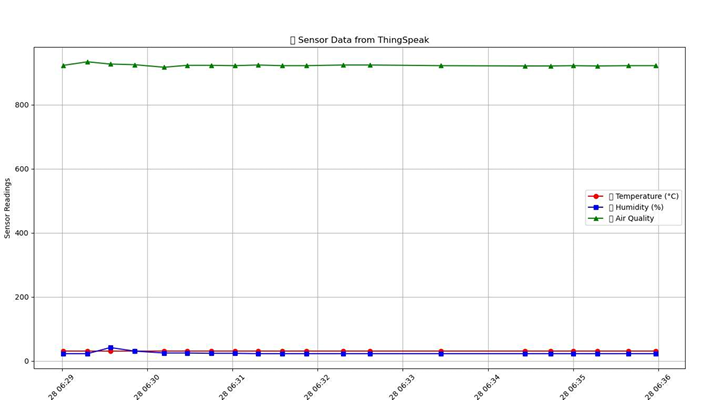 Sensor Data from ThingSpeak
Sensor Readings
800
600
400
200
0
Temperature (°C)
Humidity (%)
Air Quality
28 06:29
28 06:30
28 06:31
28 06:32
28 06:33
28 06:34
28 06:35
28 06:36